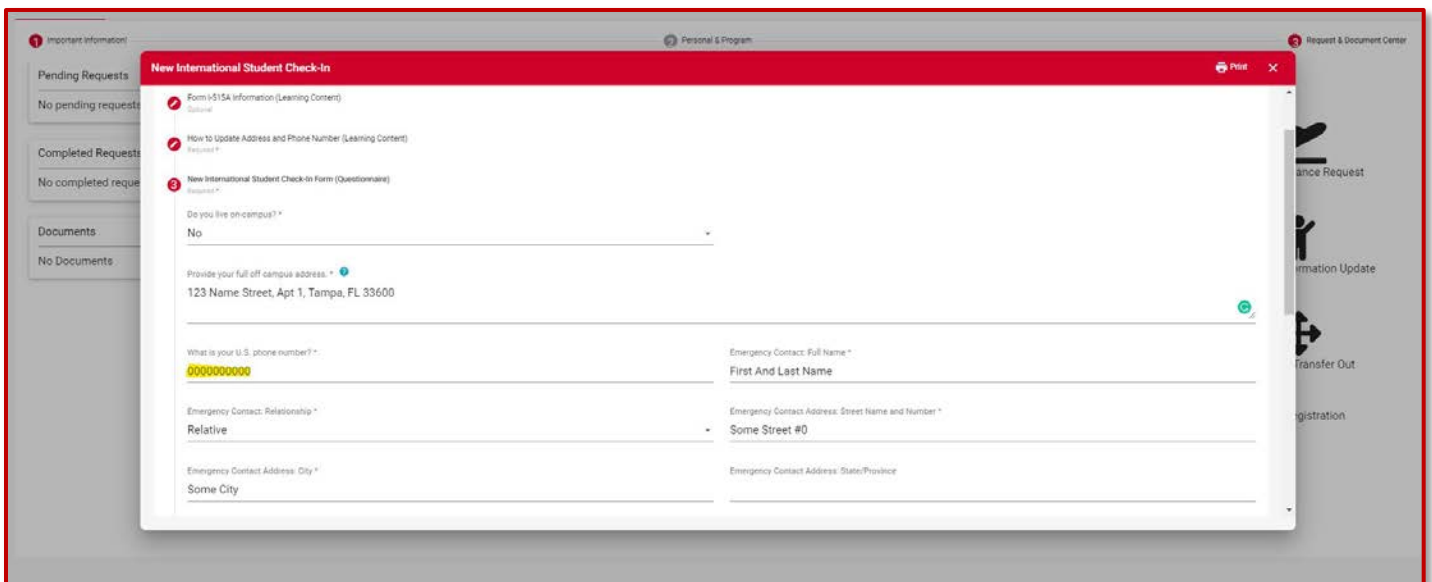 1 Important Information!
2 Personal & Program
3 Request & Document Center
Pending Requests
No pending requests
Completed Requests
No completed reque
Documents
No Documents
New International Student Check-In
Print
Form I-515A Information (Learning Content)
Optional
How to Update Address and Phone Number (Learning Content)
Required *
3 New International Student Check-In Form (Questionnaire)
Required *
Do you live on-campus? *
No
Provide your full off campus address. *
123 Name Street, Apt 1, Tampa, FL 33600
What is your U.S. phone number? *
0000000000
Emergency Contact: Full Name *
First And Last Name
Emergency Contact: Relationship *
Relative
Emergency Contact Address: Street Name and Number *
Some Street #0
Emergency Contact Address: City *
Some City
Emergency Contact Address: State/Province
ance Request
rmation Update
Transfer Out
gistration